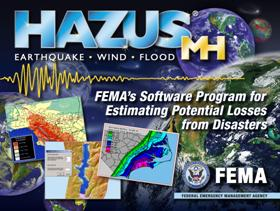 HAZUS
MH
EARTHQUAKE • WIND • FLOOD
FEMA's Software Program for
Estimating Potential Losses
from Disasters
FEMA
FEDERAL EMERGENCY MANAGEMENT AGENCY